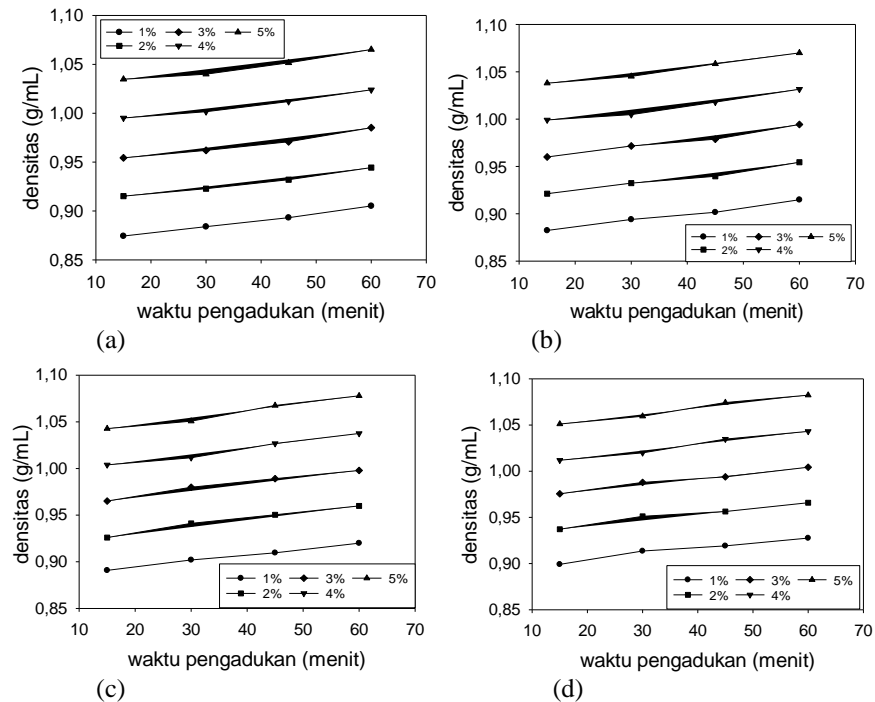 1,10
1,05
1,00
0,95
0,90
0,85
densitas (g/mL)
1% 3% 5%
2% 4%
10 20 30 40 50 60 70
waktu pengadukan (menit)
(a)
1,10
1,05
1,00
0,95
0,90
0,85
densitas (g/mL)
1% 3% 5%
2% 4%
10 20 30 40 50 60 70
waktu pengadukan (menit)
(b)
1,10
1,05
1,00
0,95
0,90
0,85
densitas (g/mL)
1% 3% 5%
2% 4%
10 20 30 40 50 60 70
waktu pengadukan (menit)
(c)
1,10
1,05
1,00
0,95
0,90
0,85
densitas (g/mL)
1% 3% 5%
2% 4%
10 20 30 40 50 60 70
waktu pengadukan (menit)
(d)